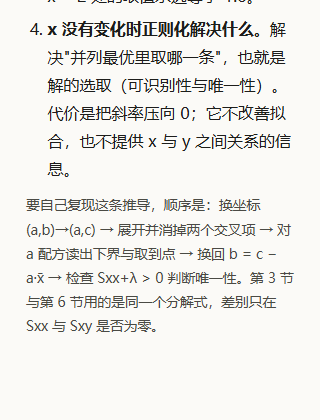 4. x 没有变化时正则化解决什么。解
决"并列最优里取哪一条"，也就是
解的选取（可识别性与唯一性）。
代价是把斜率压向 0；它不改善拟
合，也不提供 x 与 y 之间关系的信
息。
要自己复现这段推导，顺序是：换坐标
(a,b)→(a,c) → 展开并消掉两个交叉项 → 对
a 配方读出下界与取到点 → 换回 b = c −
a·x̄ → 检查 Sxx+λ > 0 判断唯一性。第 3 节
与第 6 节用的是同一个分解式，差别只在
Sxx 与 Sxy 是否为零。